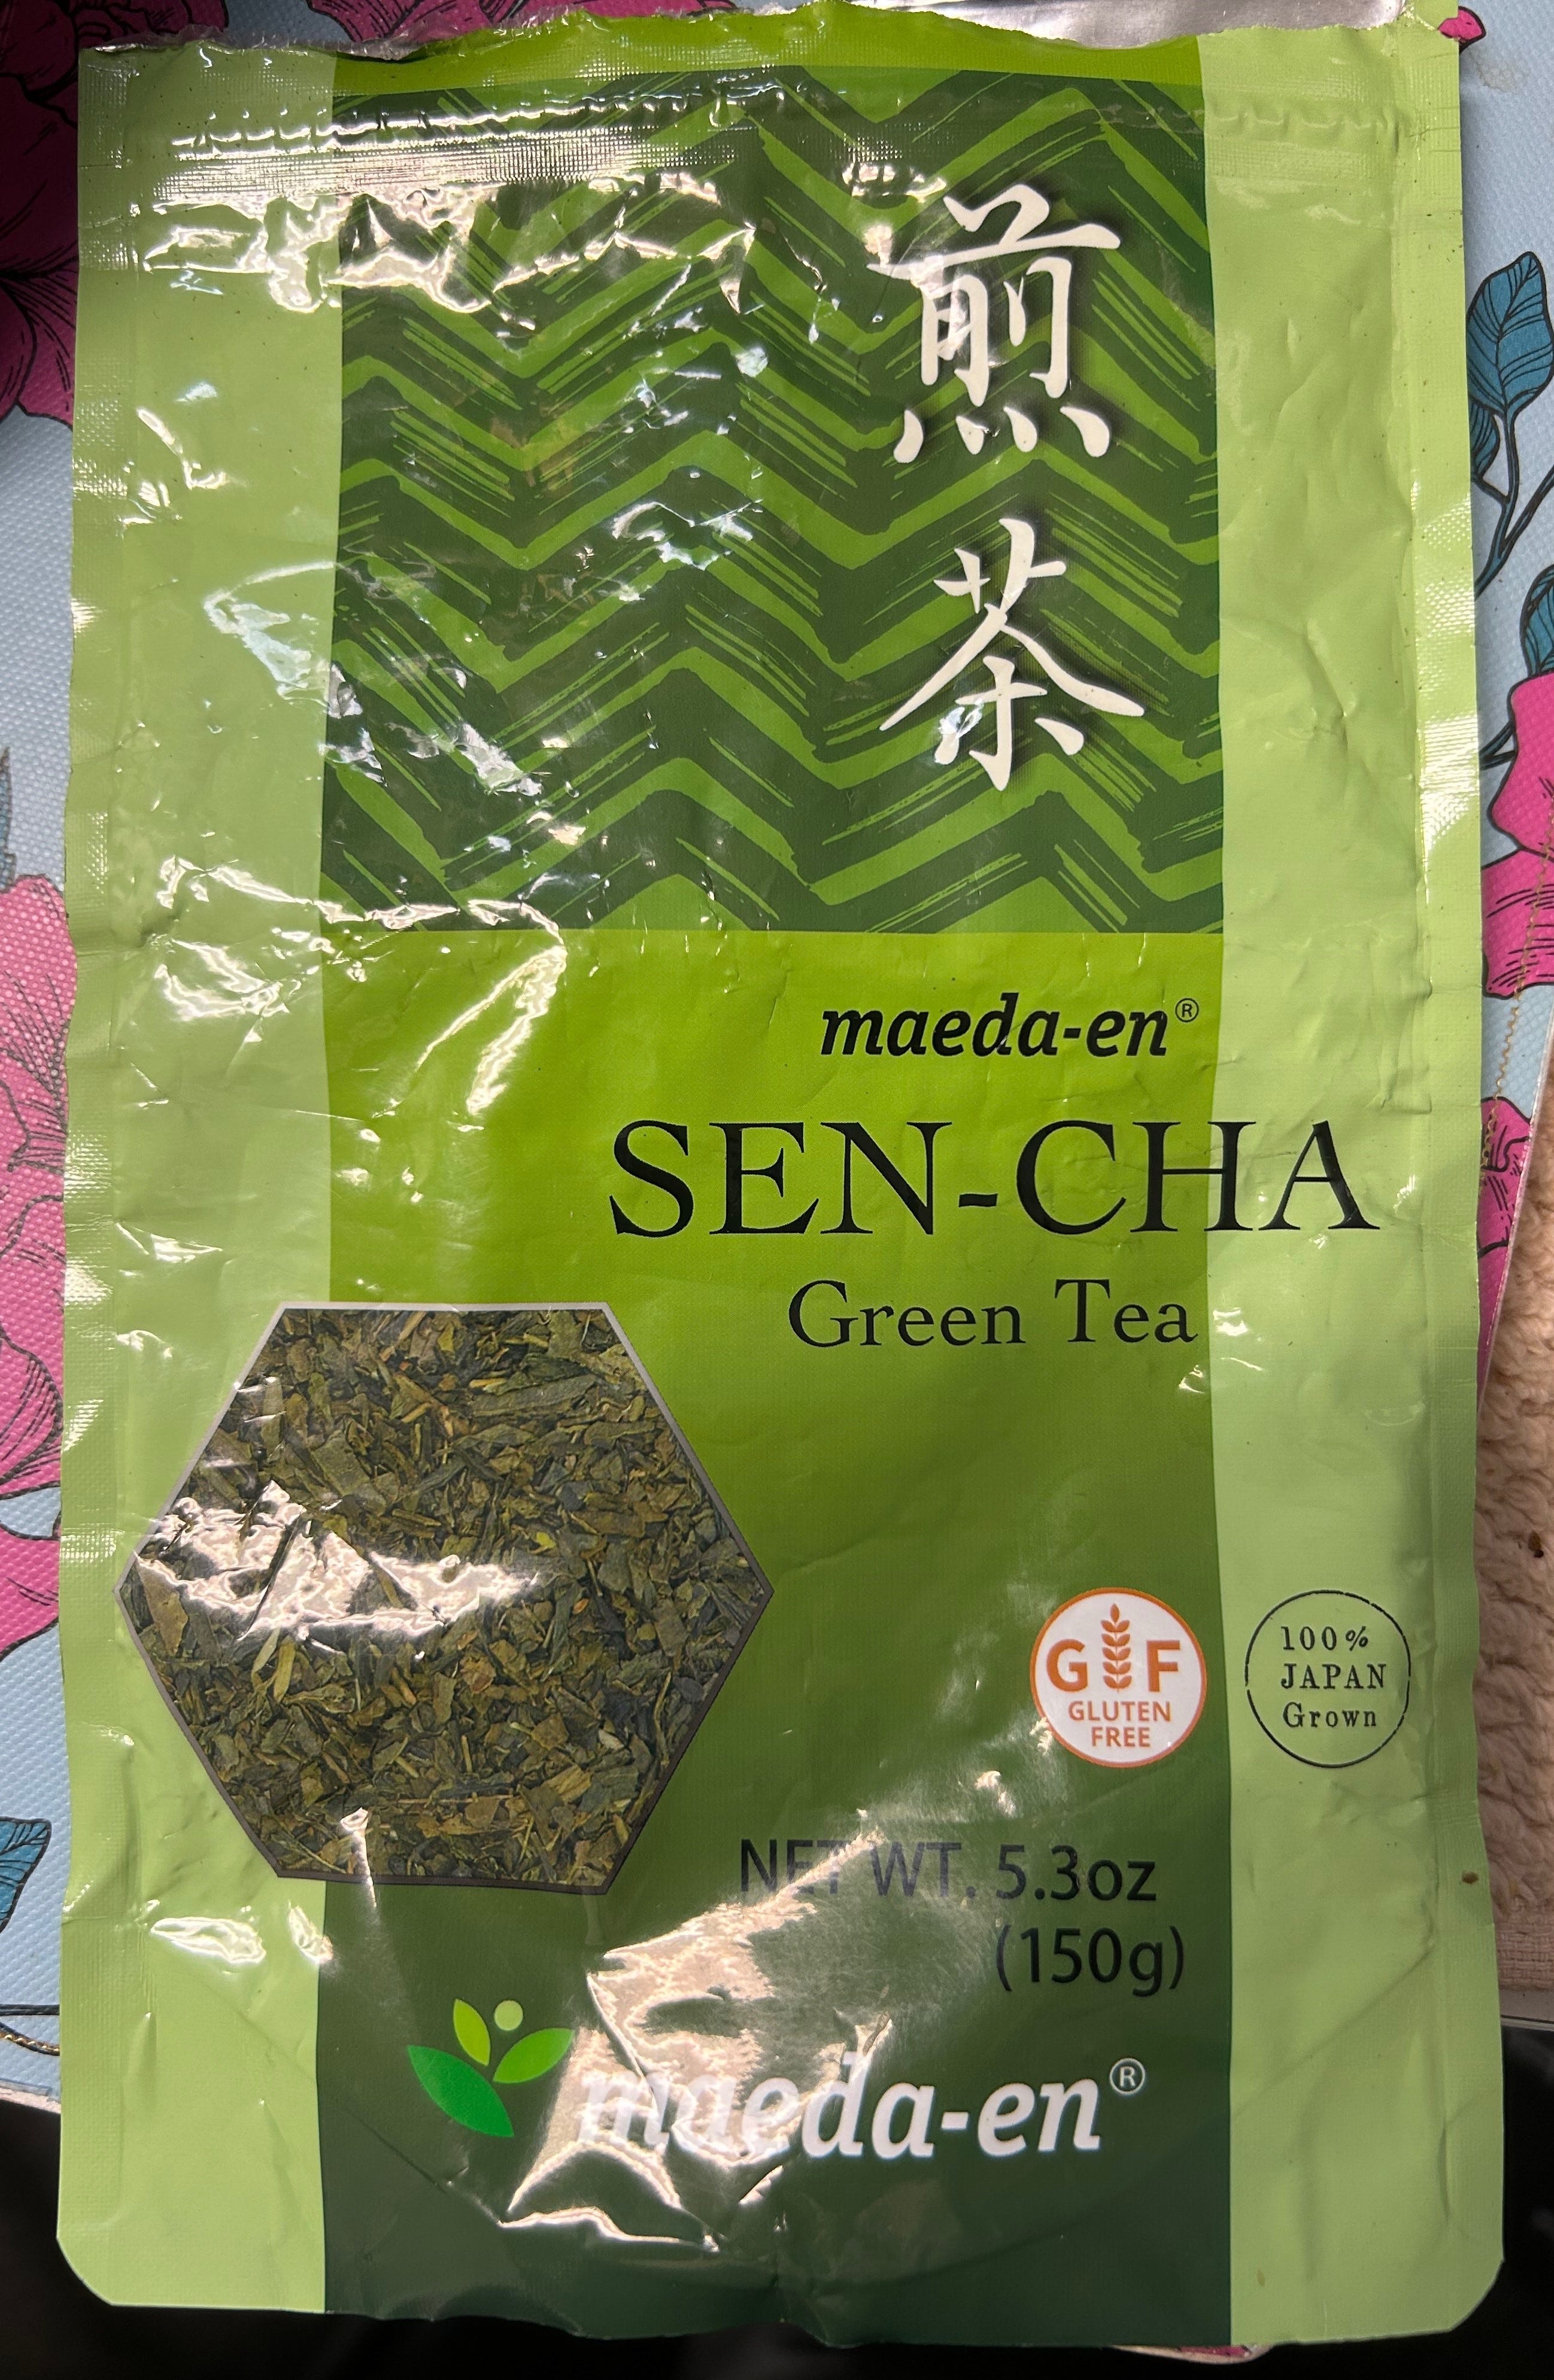 煎茶
maeda-en®
SEN-CHA
Green Tea
GF
GLUTEN
FREE
100%
JAPAN
Grown
NET WT. 5.3oz
(150g)
maeda-en®